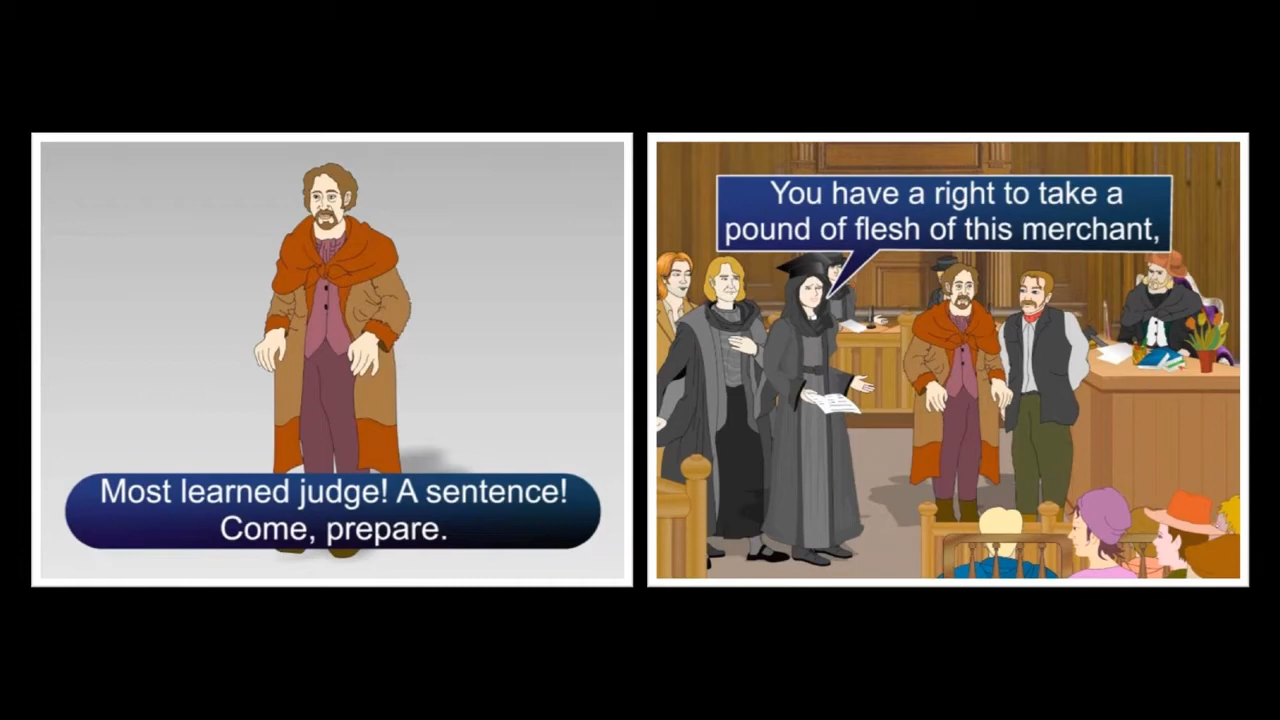 Most learned judge! A sentence!
Come, prepare.
You have a right to take a
pound of flesh of this merchant,